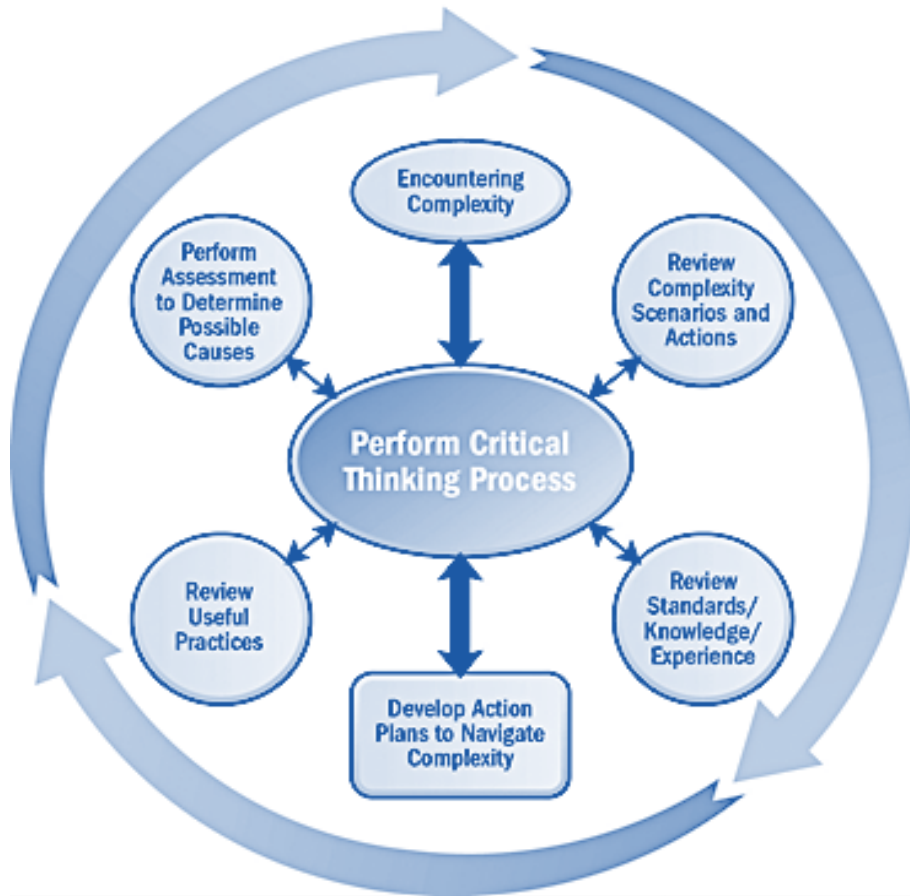 Encountering
Complexity
Perform
Assessment
to Determine
Possible
Causes
Review
Complexity
Scenarios and
Actions
Perform Critical
Thinking Process
Review
Useful
Practices
Review
Standards/
Knowledge/
Experience
Develop Action
Plans to Navigate
Complexity